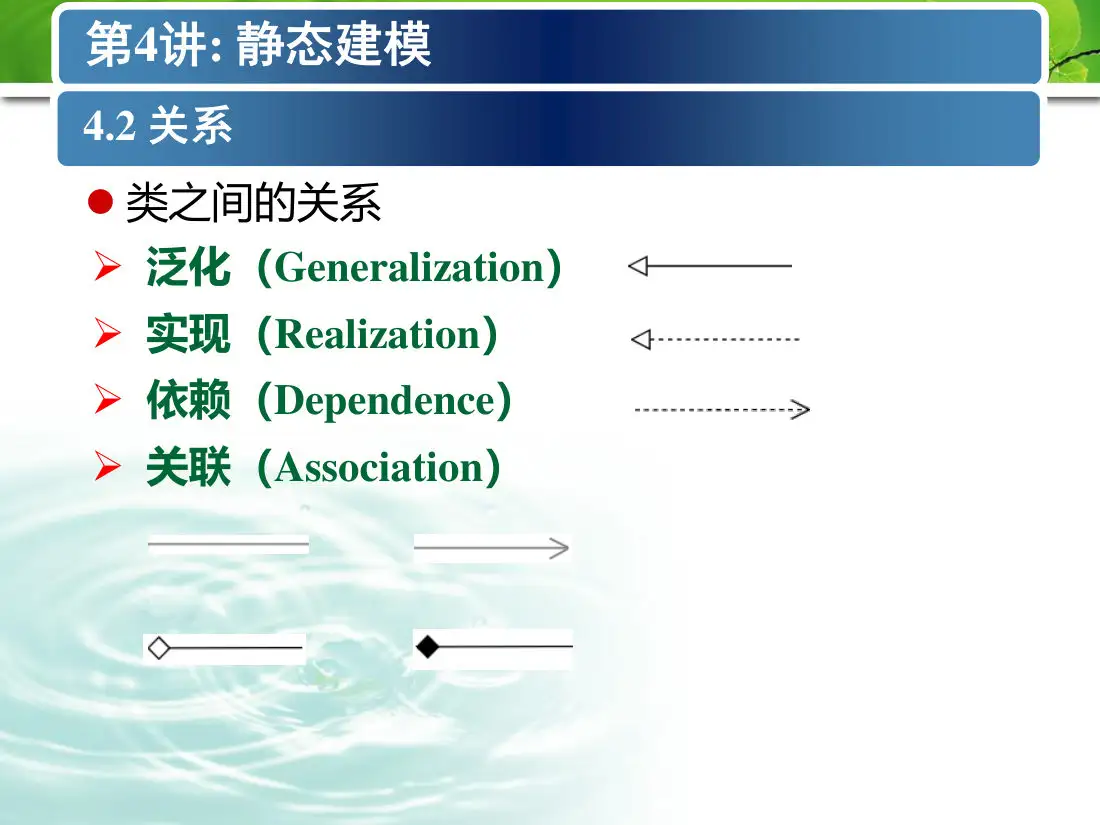 第4讲: 静态建模
4.2 关系
类之间的关系
泛化（Generalization）
实现（Realization）
依赖（Dependence）
关联（Association）